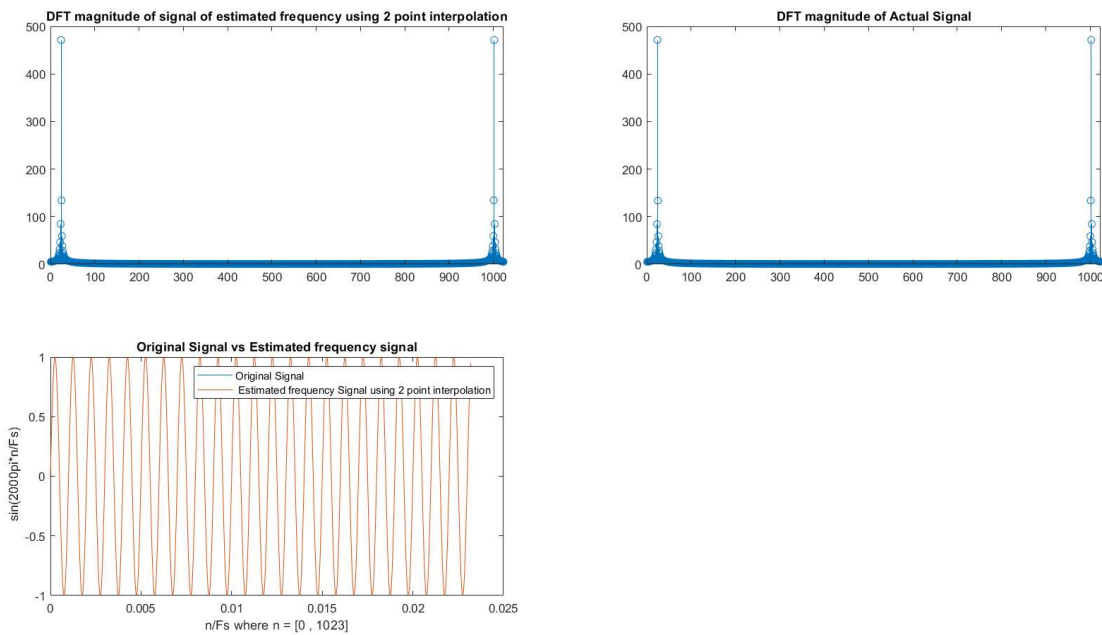 DFT magnitude of signal of estimated frequency using 2 point interpolation
500
400
300
200
100
0
0 100 200 300 400 500 600 700 800 900 1000
DFT magnitude of Actual Signal
500
400
300
200
100
0
0 100 200 300 400 500 600 700 800 900 1000
Original Signal vs Estimated frequency signal
Original Signal
Estimated frequency Signal using 2 point interpolation
sin(2000pi*n/Fs)
1
0.5
0
-0.5
-1
0 0.005 0.01 0.015 0.02 0.025
n/Fs where n = [0 , 1023]